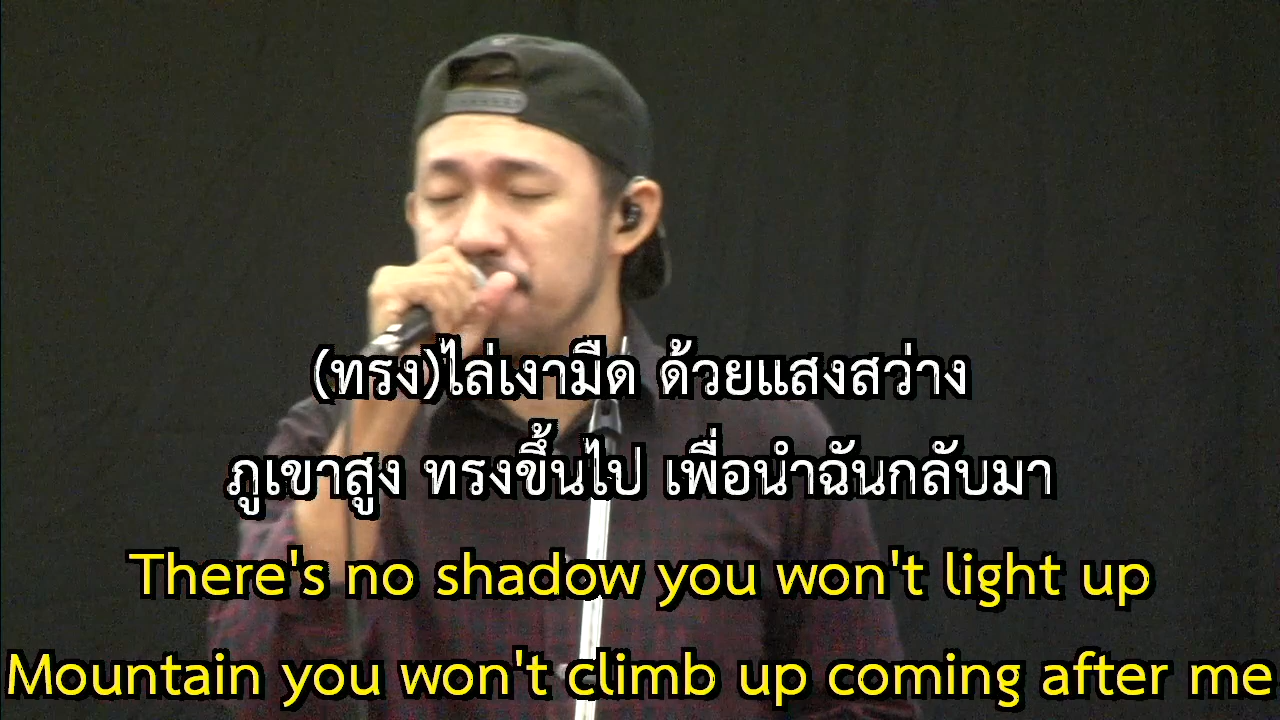 (ทรง)ไล่เงามืด ด้วยแสงสว่าง
ภูเขาสูง ทรงขึ้นไป เพื่อนำฉันกลับมา
There's no shadow you won't light up
Mountain you won't climb up coming after me